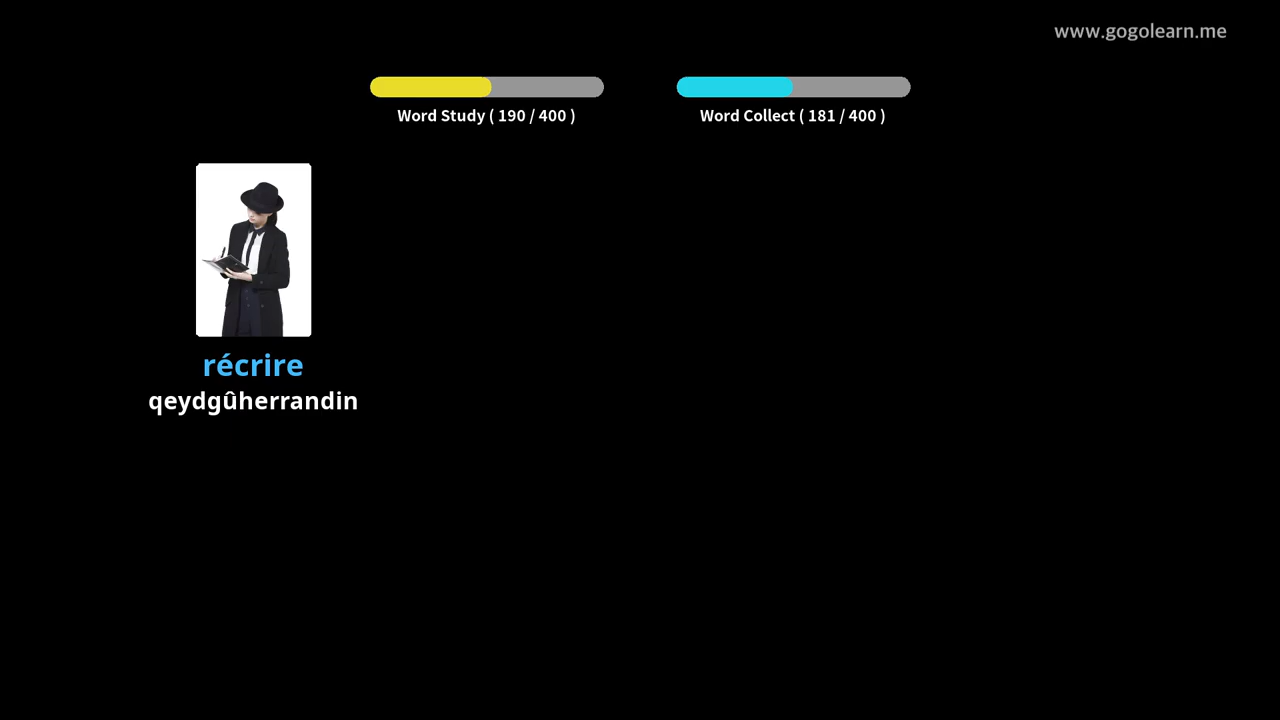 www.gogolearn.me
Word Study ( 190 / 400 )
Word Collect ( 181 / 400 )
récrire
qeydgûherrandin